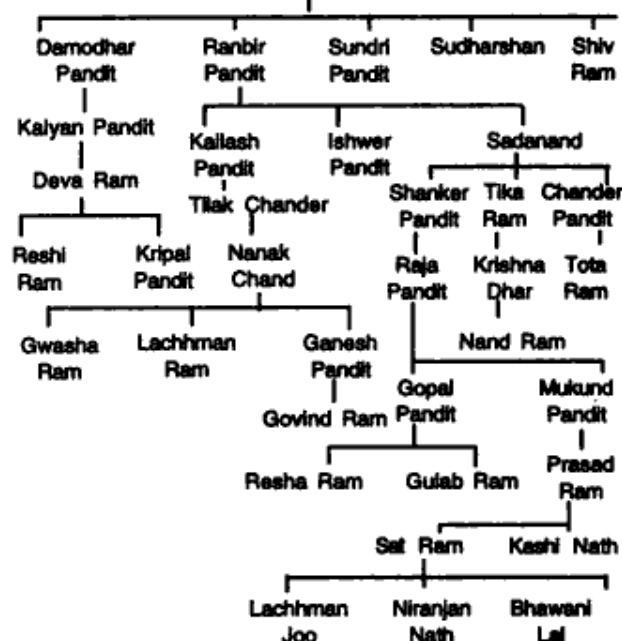 Damodhar Pandit
Ranbir Pandit
Sundri Pandit
Sudharshan
Shiv Ram
Kalyan Pandit
Kailash Pandit
Ishwer Pandit
Sadanand
Deva Ram
Tilak Chander
Shanker Pandit
Tika Ram
Chander Pandit
Reshi Ram
Kripal Pandit
Nanak Chand
Raja Pandit
Krishna Dhar
Tota Ram
Gwasha Ram
Lachhman Ram
Ganesh Pandit
Nand Ram
Gopal Pandit
Mukund Pandit
Govind Ram
Resha Ram
Gulab Ram
Prasad Ram
Sat Ram
Kashi Nath
Lachhman Joo
Niranjan Nath
Bhawani Lal